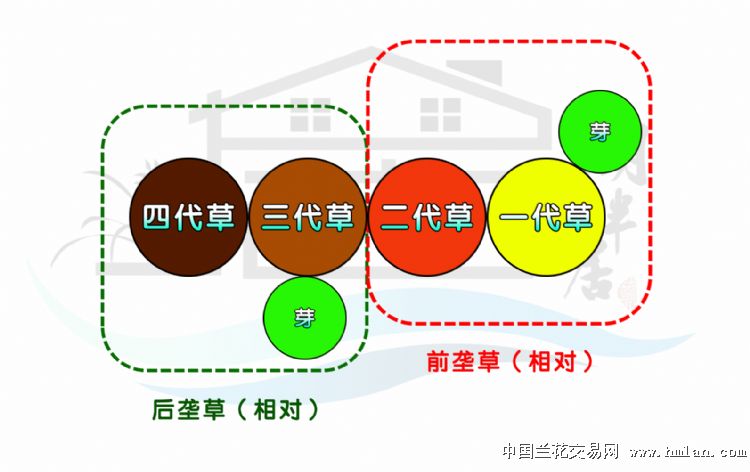 芽
四代草
三代草
二代草
一代草
芽
前垄草（相对）
后垄草（相对）
中国兰花交易网 www.hmlan.com